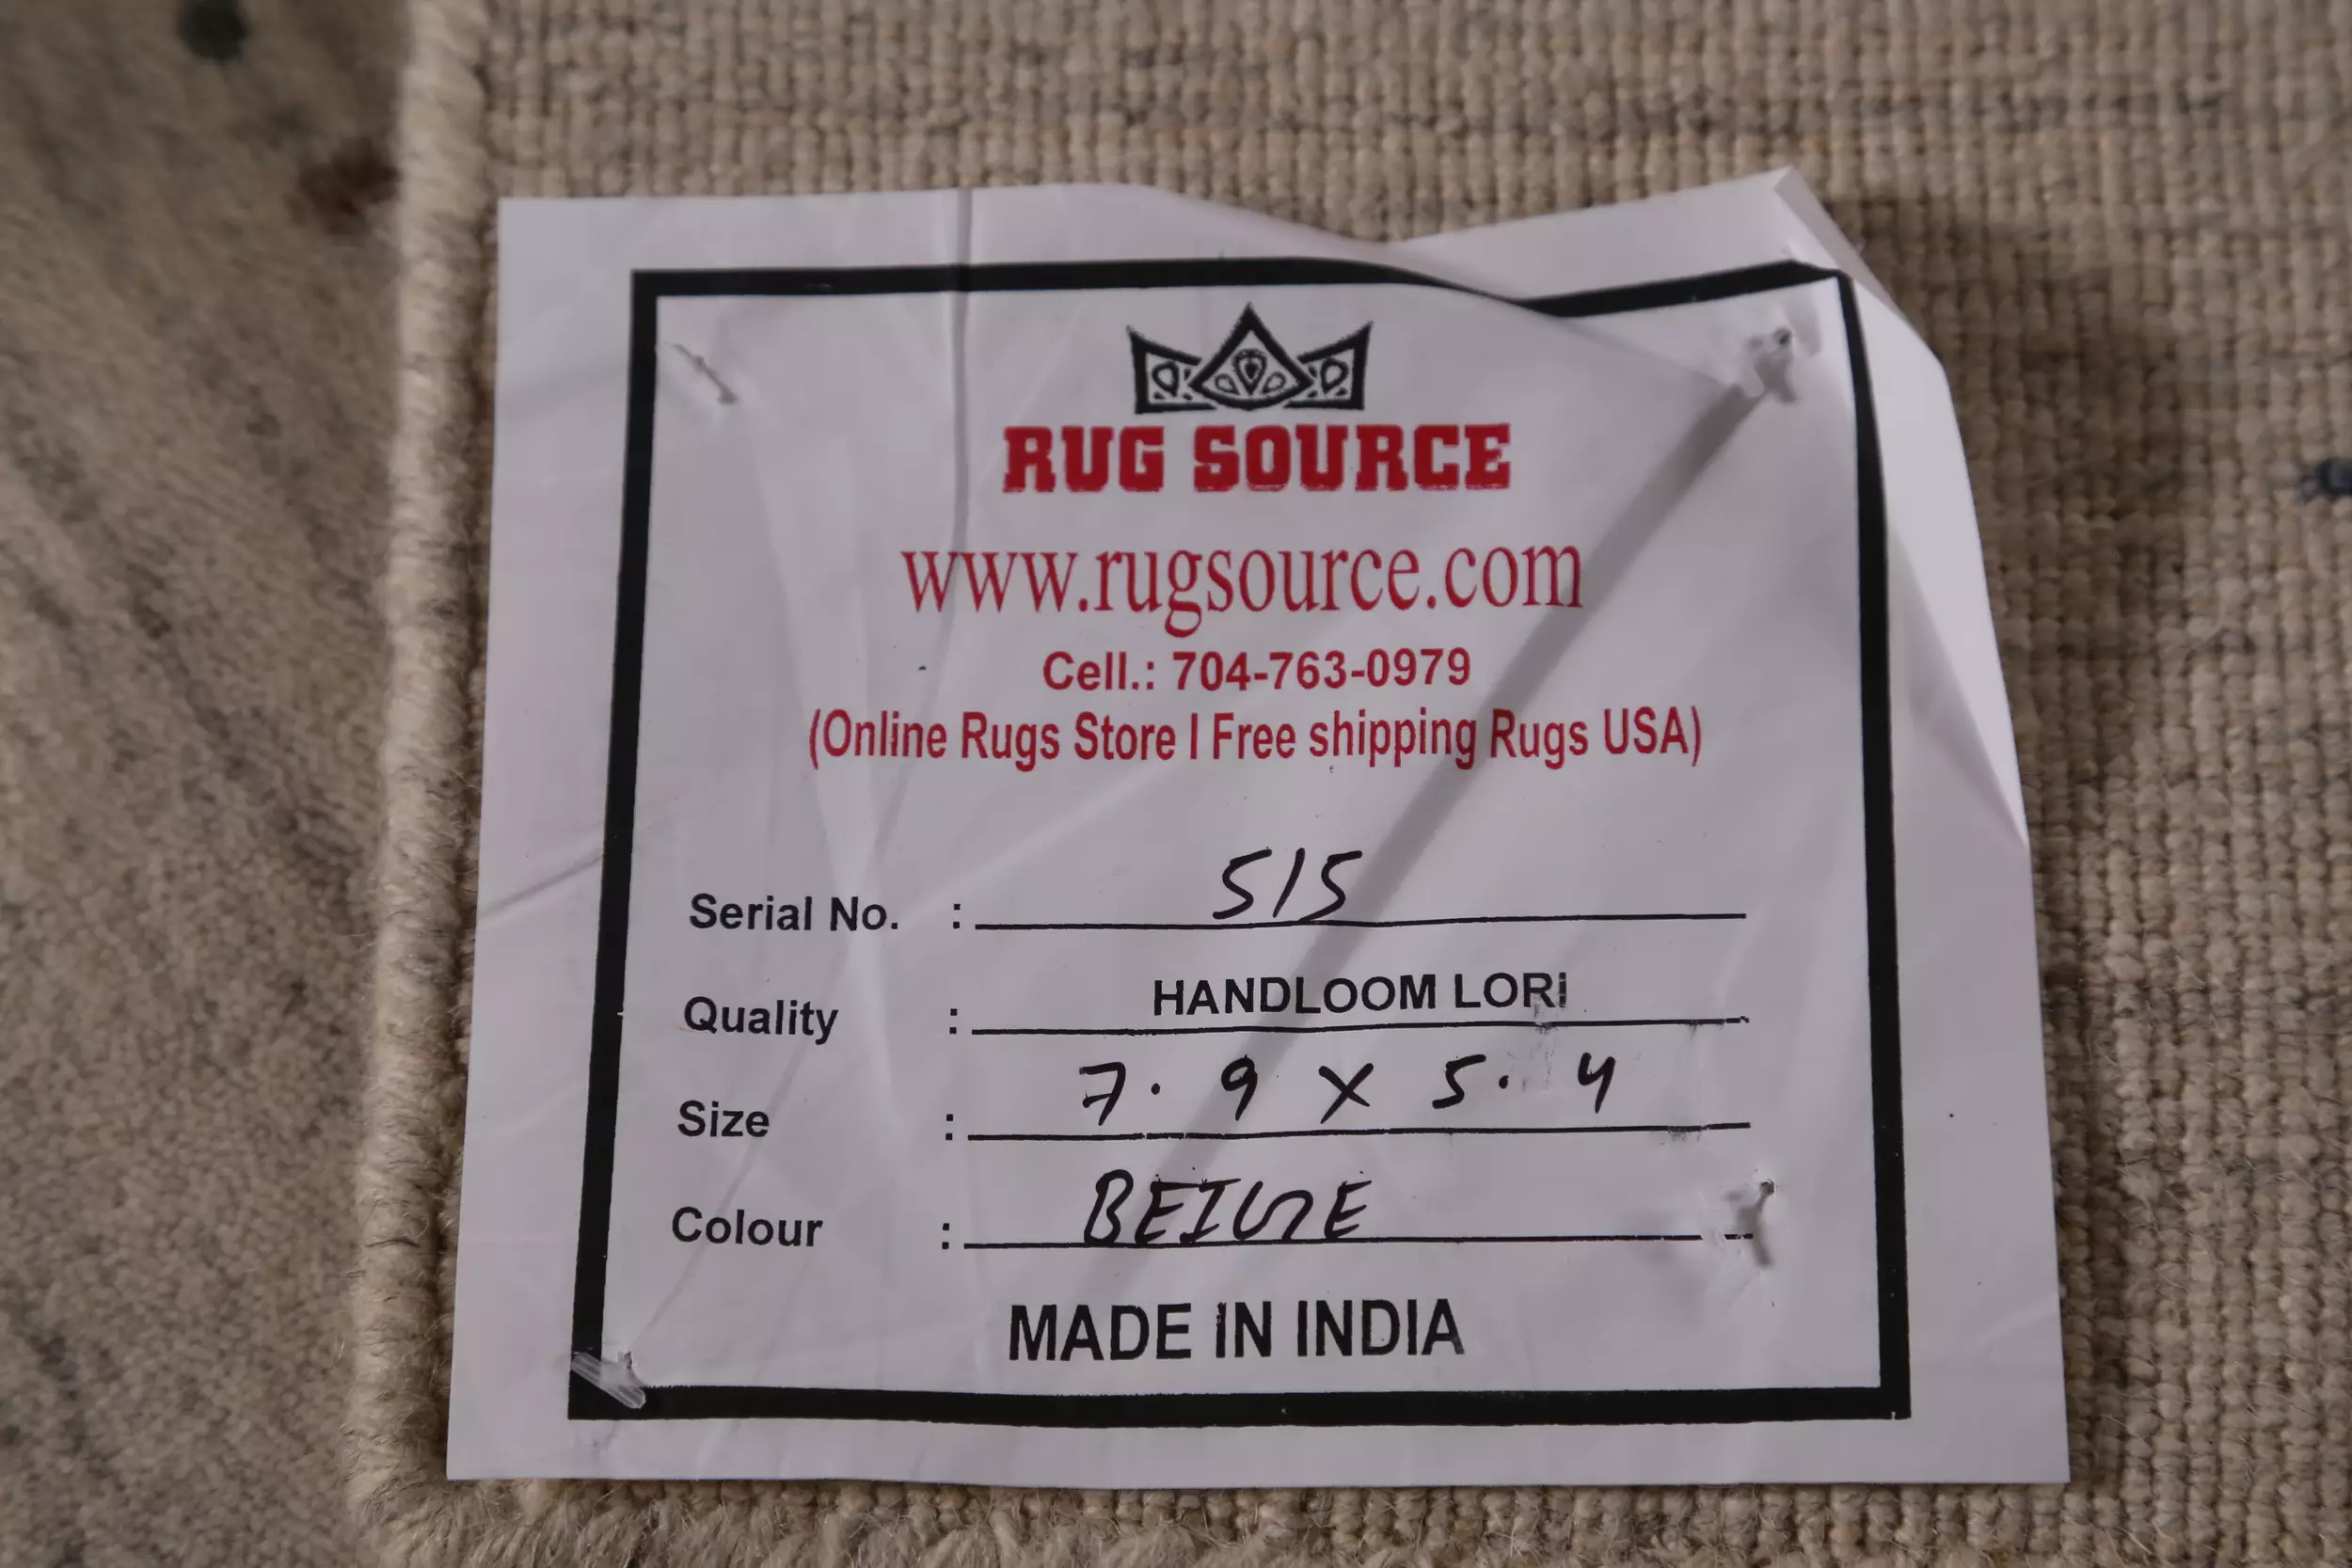 RUG SOURCE
www.rugsource.com
Cell.: 704-763-0979
(Online Rugs Store I Free shipping Rugs USA)
Serial No. : 515
Quality : HANDLOOM LORI
Size : 7.9 X 5.4
Colour : BEIGE
MADE IN INDIA